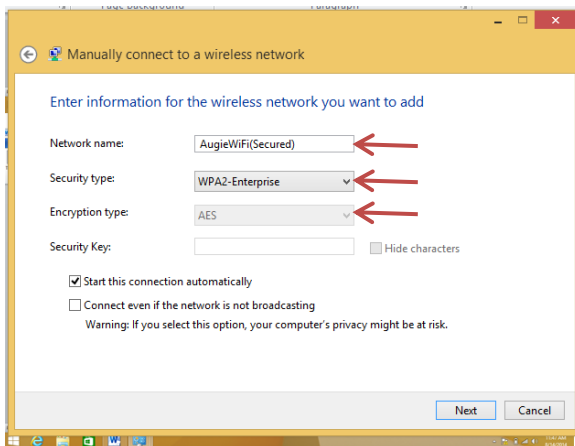 Page Background Paragraph
Manually connect to a wireless network
Enter information for the wireless network you want to add
Network name: AugieWiFi(Secured)
Security type: WPA2-Enterprise
Encryption type: AES
Security Key: Hide characters
Start this connection automatically
Connect even if the network is not broadcasting
Warning: If you select this option, your computer's privacy might be at risk.
Next Cancel